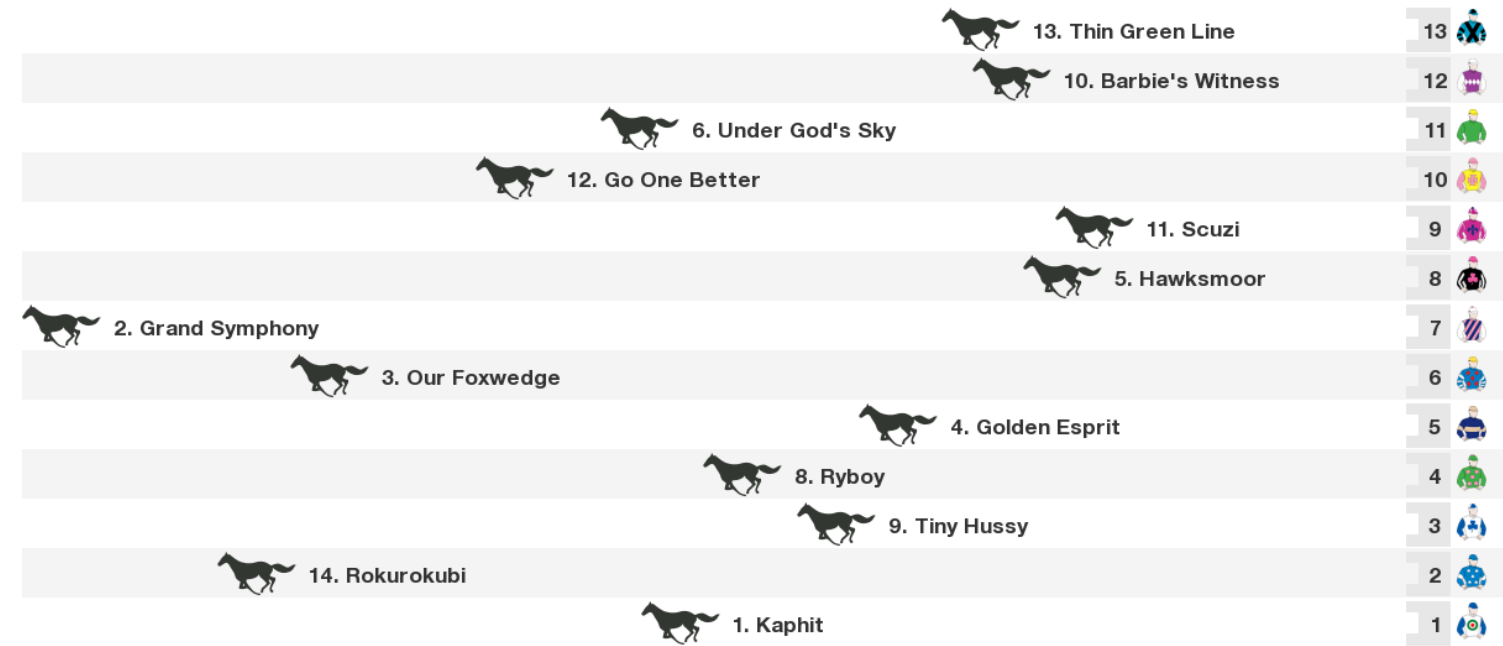 13. Thin Green Line 13
10. Barbie's Witness 12
6. Under God's Sky 11
12. Go One Better 10
11. Scuzi 9
5. Hawksmoor 8
2. Grand Symphony 7
3. Our Foxwedge 6
4. Golden Esprit 5
8. Ryboy 4
9. Tiny Hussy 3
14. Rokurokubi 2
1. Kaphit 1